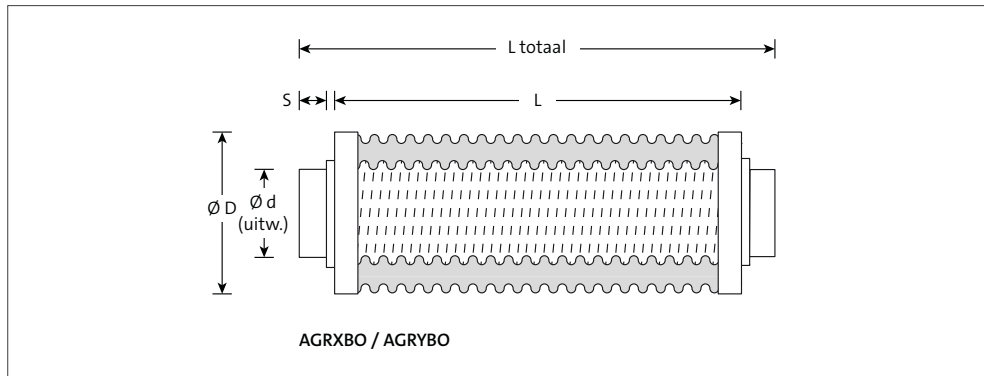 L totaal
S
L
Ø D
Ø d
(uitw.)
AGRXBO / AGRYBO